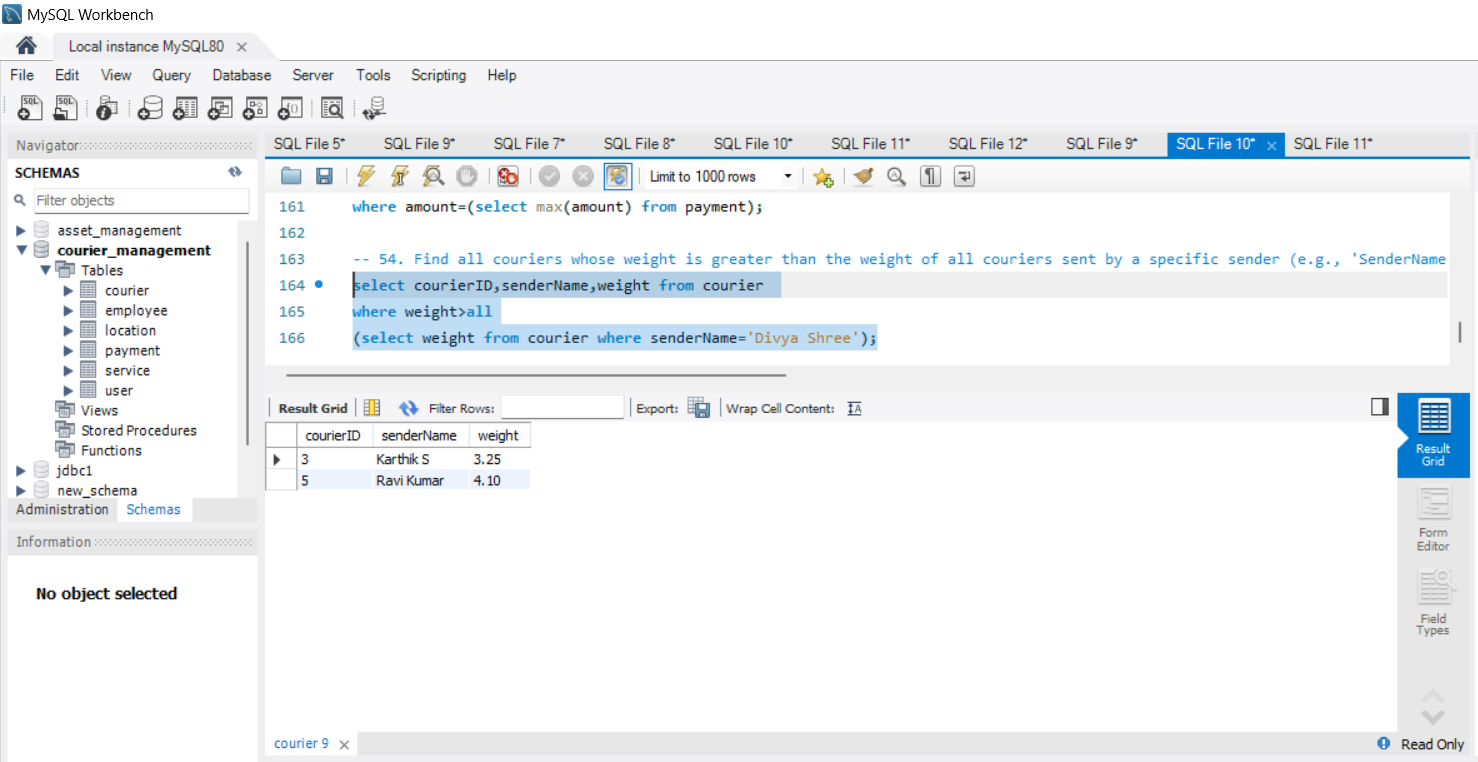 MySQL Workbench
Local instance MySQL80
File Edit View Query Database Server Tools Scripting Help
Navigator
SCHEMAS
Filter objects
asset_management
courier_management
Tables
courier
employee
location
payment
service
user
Views
Stored Procedures
Functions
jdbc1
new_schema
Administration Schemas
Information
No object selected
SQL File 5* SQL File 9* SQL File 7* SQL File 8* SQL File 10* SQL File 11* SQL File 12* SQL File 9* SQL File 10* SQL File 11*
Limit to 1000 rows
161 where amount=(select max(amount) from payment);
162
163 -- 54. Find all couriers whose weight is greater than the weight of all couriers sent by a specific sender (e.g., 'SenderName
164 select courierID,senderName,weight from courier
165 where weight>all
166 (select weight from courier where senderName='Divya Shree');
Result Grid Filter Rows: Export: Wrap Cell Content:
courierID senderName weight
3 Karthik S 3.25
5 Ravi Kumar 4.10
Result
Grid
Form
Editor
Field
Types
courier 9
Read Only